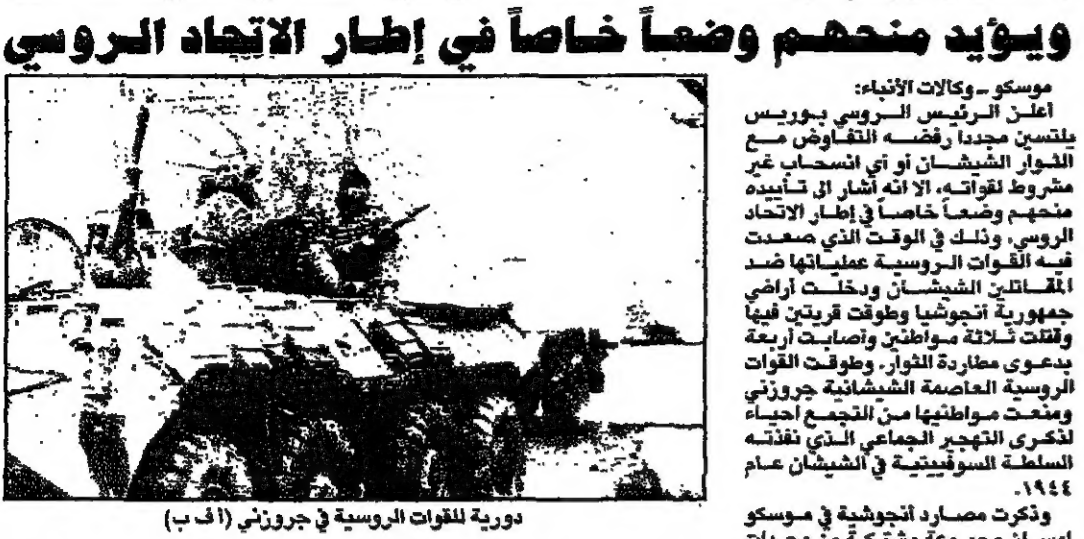 ويؤيد منحهم وضعاً خاصاً في إطار الاتحاد الروسي
موسكو ـ وكالات الأنباء:
أعلن الرئيس الروسي بوريس
يلتسين مجددا رفضه التفاوض مع
الثوار الشيشان أو أي انسحاب غير
مشروط لقواته، الا انه أشار الى تأييده
منحهم وضعاً خاصاً في إطار الاتحاد
الروسي، وذلك في الوقت الذي صعدت
فيه القوات الروسية عملياتها ضد
المقاتلين الشيشان ودخلت أراضي
جمهورية أنجوشيا وطوقت قريتين فيها
وقتلت ثلاثة مواطنين وأصابت أربعة
بدعوى مطاردة الثوار. وطوقت القوات
الروسية العاصمة الشيشانية جروزني
ومنعت مواطنيها من التجمع احياء
لذكرى التهجير الجماعي الذي نفذته
السلطة السوفييتية في الشيشان عام
١٩٤٤.
وذكرت مصادر أنجوشية في موسكو
دورية للقوات الروسية في جروزني (أ ف ب)